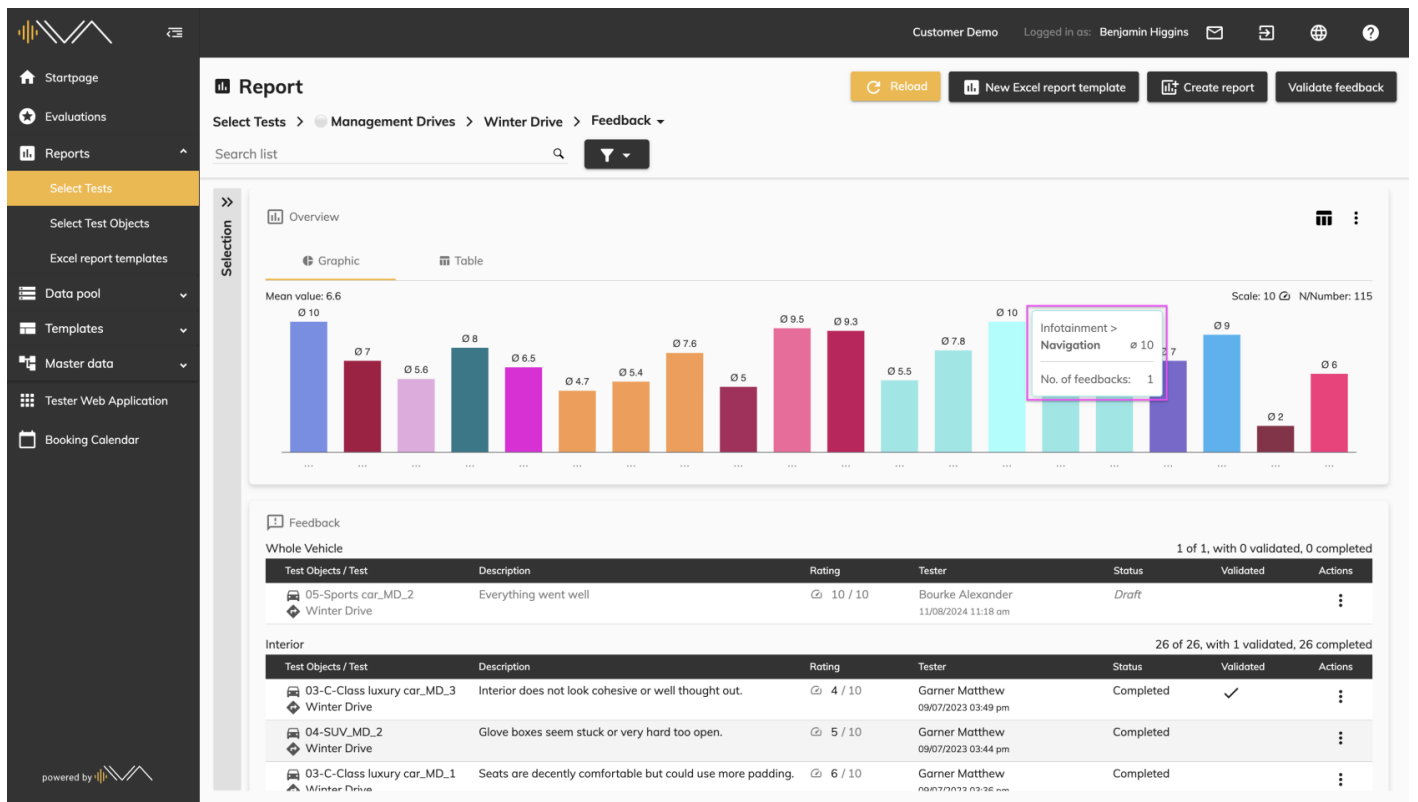 Customer Demo Logged in as: Benjamin Higgins
Startpage
Evaluations
Reports
Select Tests
Select Test Objects
Excel report templates
Data pool
Templates
Master data
Tester Web Application
Booking Calendar
powered by
Report
Reload
New Excel report template
Create report
Validate feedback
Select Tests > Management Drives > Winter Drive > Feedback
Search list
Selection
Overview
Graphic Table
Mean value: 6.6
Scale: 10 N/Number: 115
Ø 10
Ø 7
Ø 5.6
Ø 8
Ø 6.5
Ø 4.7
Ø 5.4
Ø 7.6
Ø 5
Ø 9.5
Ø 9.3
Ø 5.5
Ø 7.8
Ø 10
7
Ø 9
Ø 2
Ø 6
Infotainment >
Navigation ø 10
No. of feedbacks: 1
... ... ... ... ... ... ... ... ... ... ... ... ... ... ... ... ... ... ... ...
Feedback
Whole Vehicle 1 of 1, with 0 validated, 0 completed
Test Objects / Test Description Rating Tester Status Validated Actions
05-Sports car_MD_2 Everything went well 10 / 10 Bourke Alexander Draft
Winter Drive 11/08/2024 11:18 am
Interior 26 of 26, with 1 validated, 26 completed
Test Objects / Test Description Rating Tester Status Validated Actions
03-C-Class luxury car_MD_3 Interior does not look cohesive or well thought out. 4 / 10 Garner Matthew Completed
Winter Drive 09/07/2023 03:49 pm
04-SUV_MD_2 Glove boxes seem stuck or very hard too open. 5 / 10 Garner Matthew Completed
Winter Drive 09/07/2023 03:44 pm
03-C-Class luxury car_MD_1 Seats are decently comfortable but could use more padding. 6 / 10 Garner Matthew Completed
Winter Drive 09/07/2023 03:36 pm